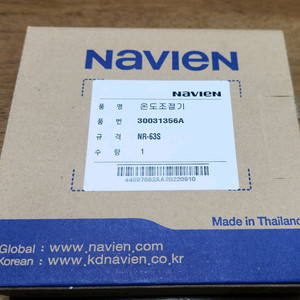 NAVIEN
NAVIEN
품 명 온도조절기
품 번 30031356A
규 격 NR-63S
수 량 1
Made in Thailand
Global : www.navien.com
Korean : www.kdnavien.co.kr